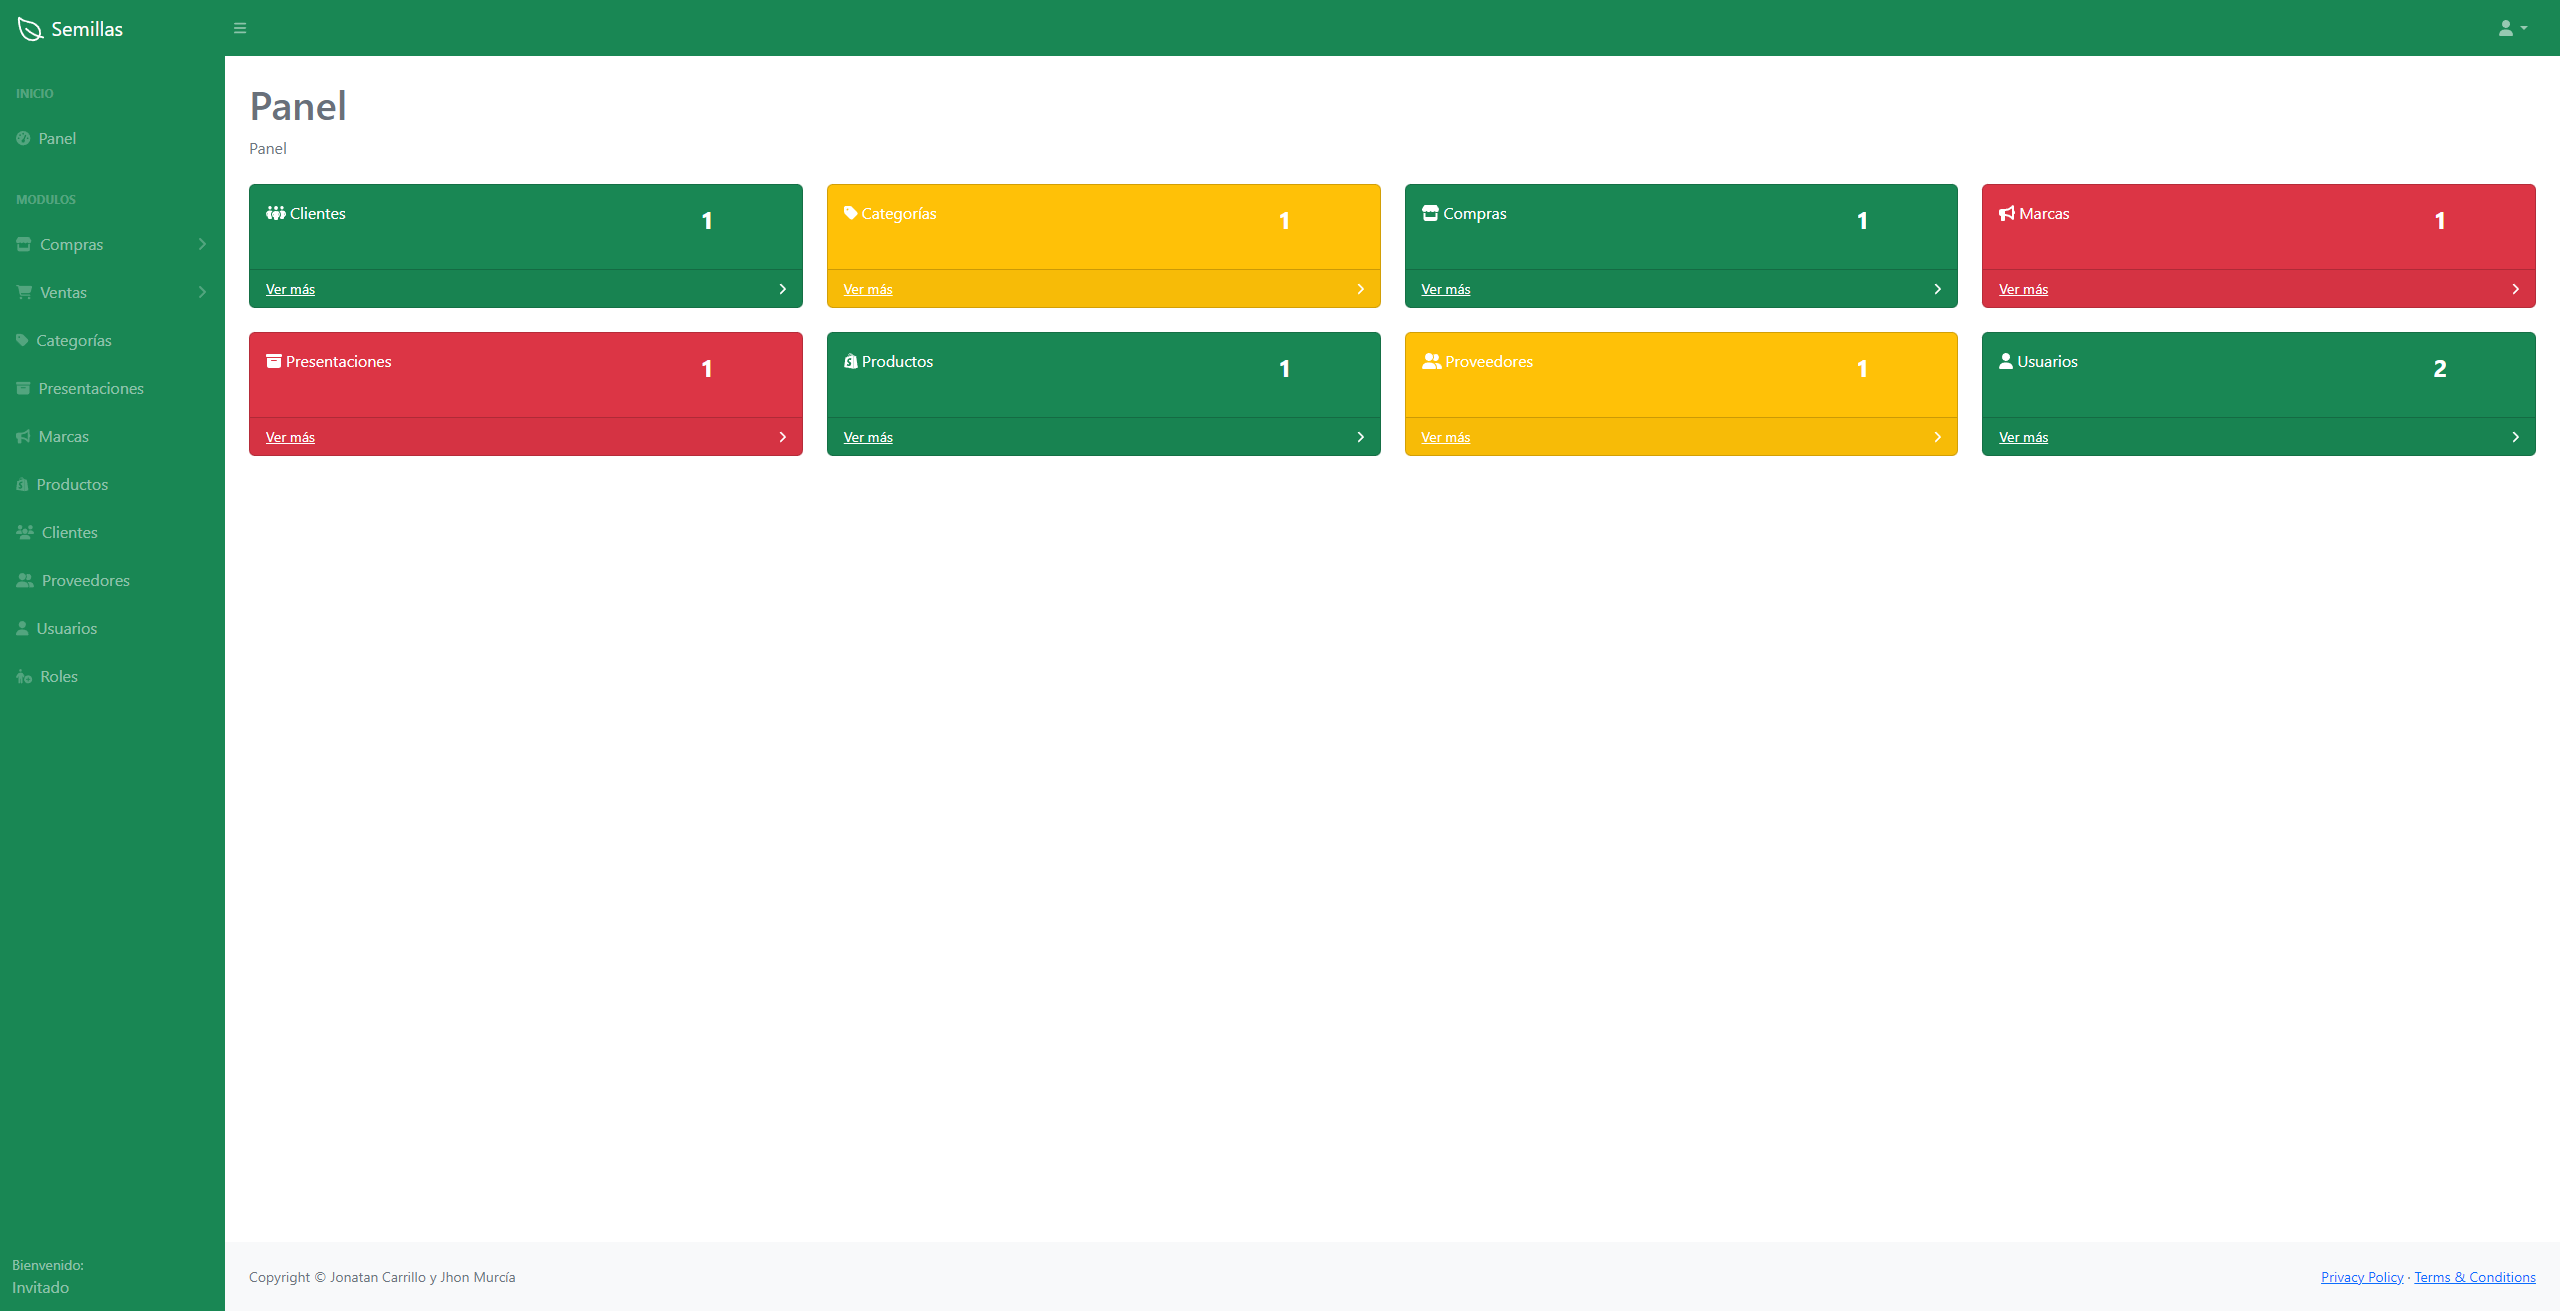 Semillas
INICIO
Panel
MODULOS
Compras
Ventas
Categorías
Presentaciones
Marcas
Productos
Clientes
Proveedores
Usuarios
Roles
Bienvenido:
Invitado
Panel
Panel
Clientes 1
Ver más
Categorías 1
Ver más
Compras 1
Ver más
Marcas 1
Ver más
Presentaciones 1
Ver más
Productos 1
Ver más
Proveedores 1
Ver más
Usuarios 2
Ver más
Copyright © Jonatan Carrillo y Jhon Murcía
Privacy Policy · Terms & Conditions